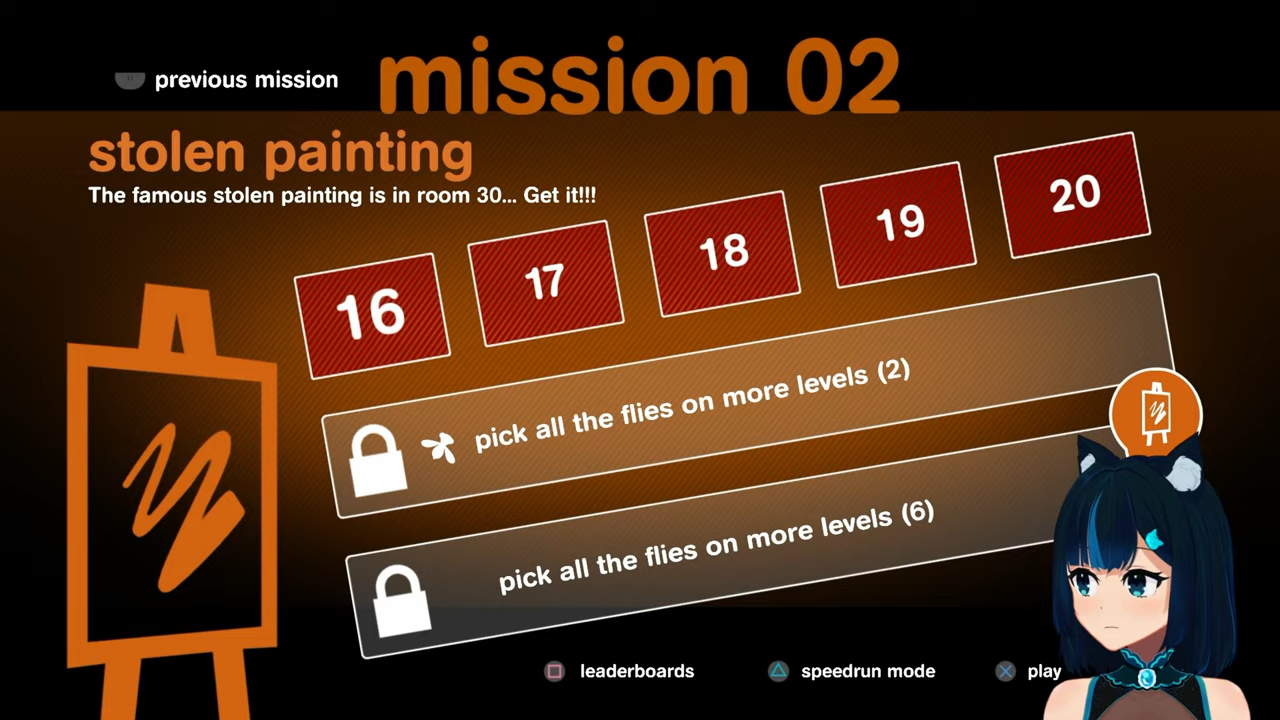 previous mission
mission 02
stolen painting
The famous stolen painting is in room 30... Get it!!!
16
17
18
19
20
pick all the flies on more levels (2)
pick all the flies on more levels (6)
leaderboards
speedrun mode
play